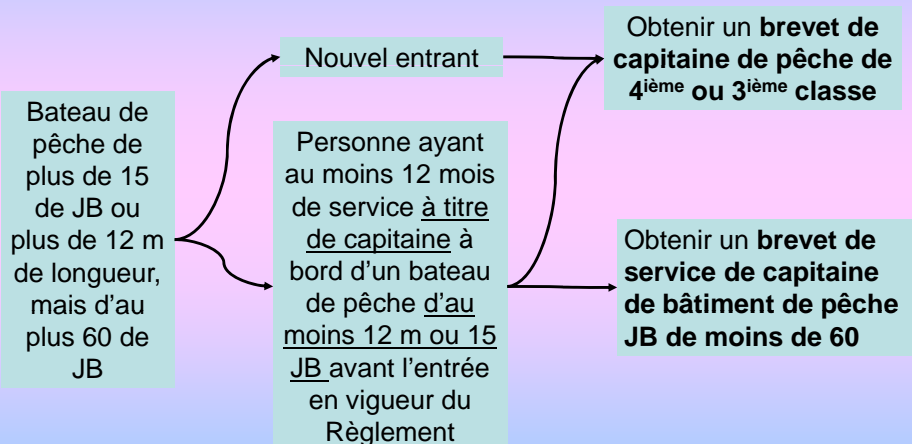 Bateau de
pêche de
plus de 15
de JB ou
plus de 12 m
de longueur,
mais d'au
plus 60 de
JB
Nouvel entrant
Personne ayant
au moins 12 mois
de service à titre
de capitaine à
bord d'un bateau
de pêche d'au
moins 12 m ou 15
JB avant l'entrée
en vigueur du
Règlement
Obtenir un brevet de
capitaine de pêche de
4ième ou 3ième classe
Obtenir un brevet de
service de capitaine
de bâtiment de pêche
JB de moins de 60